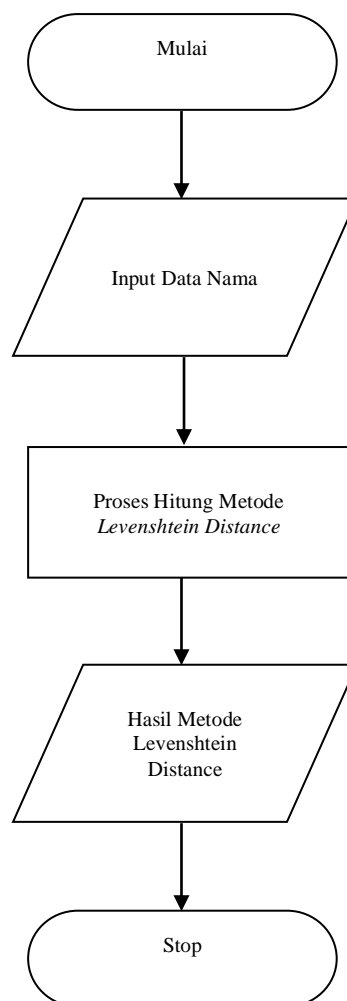 Mulai
Input Data Nama
Proses Hitung Metode
Levenshtein Distance
Hasil Metode
Levenshtein
Distance
Stop